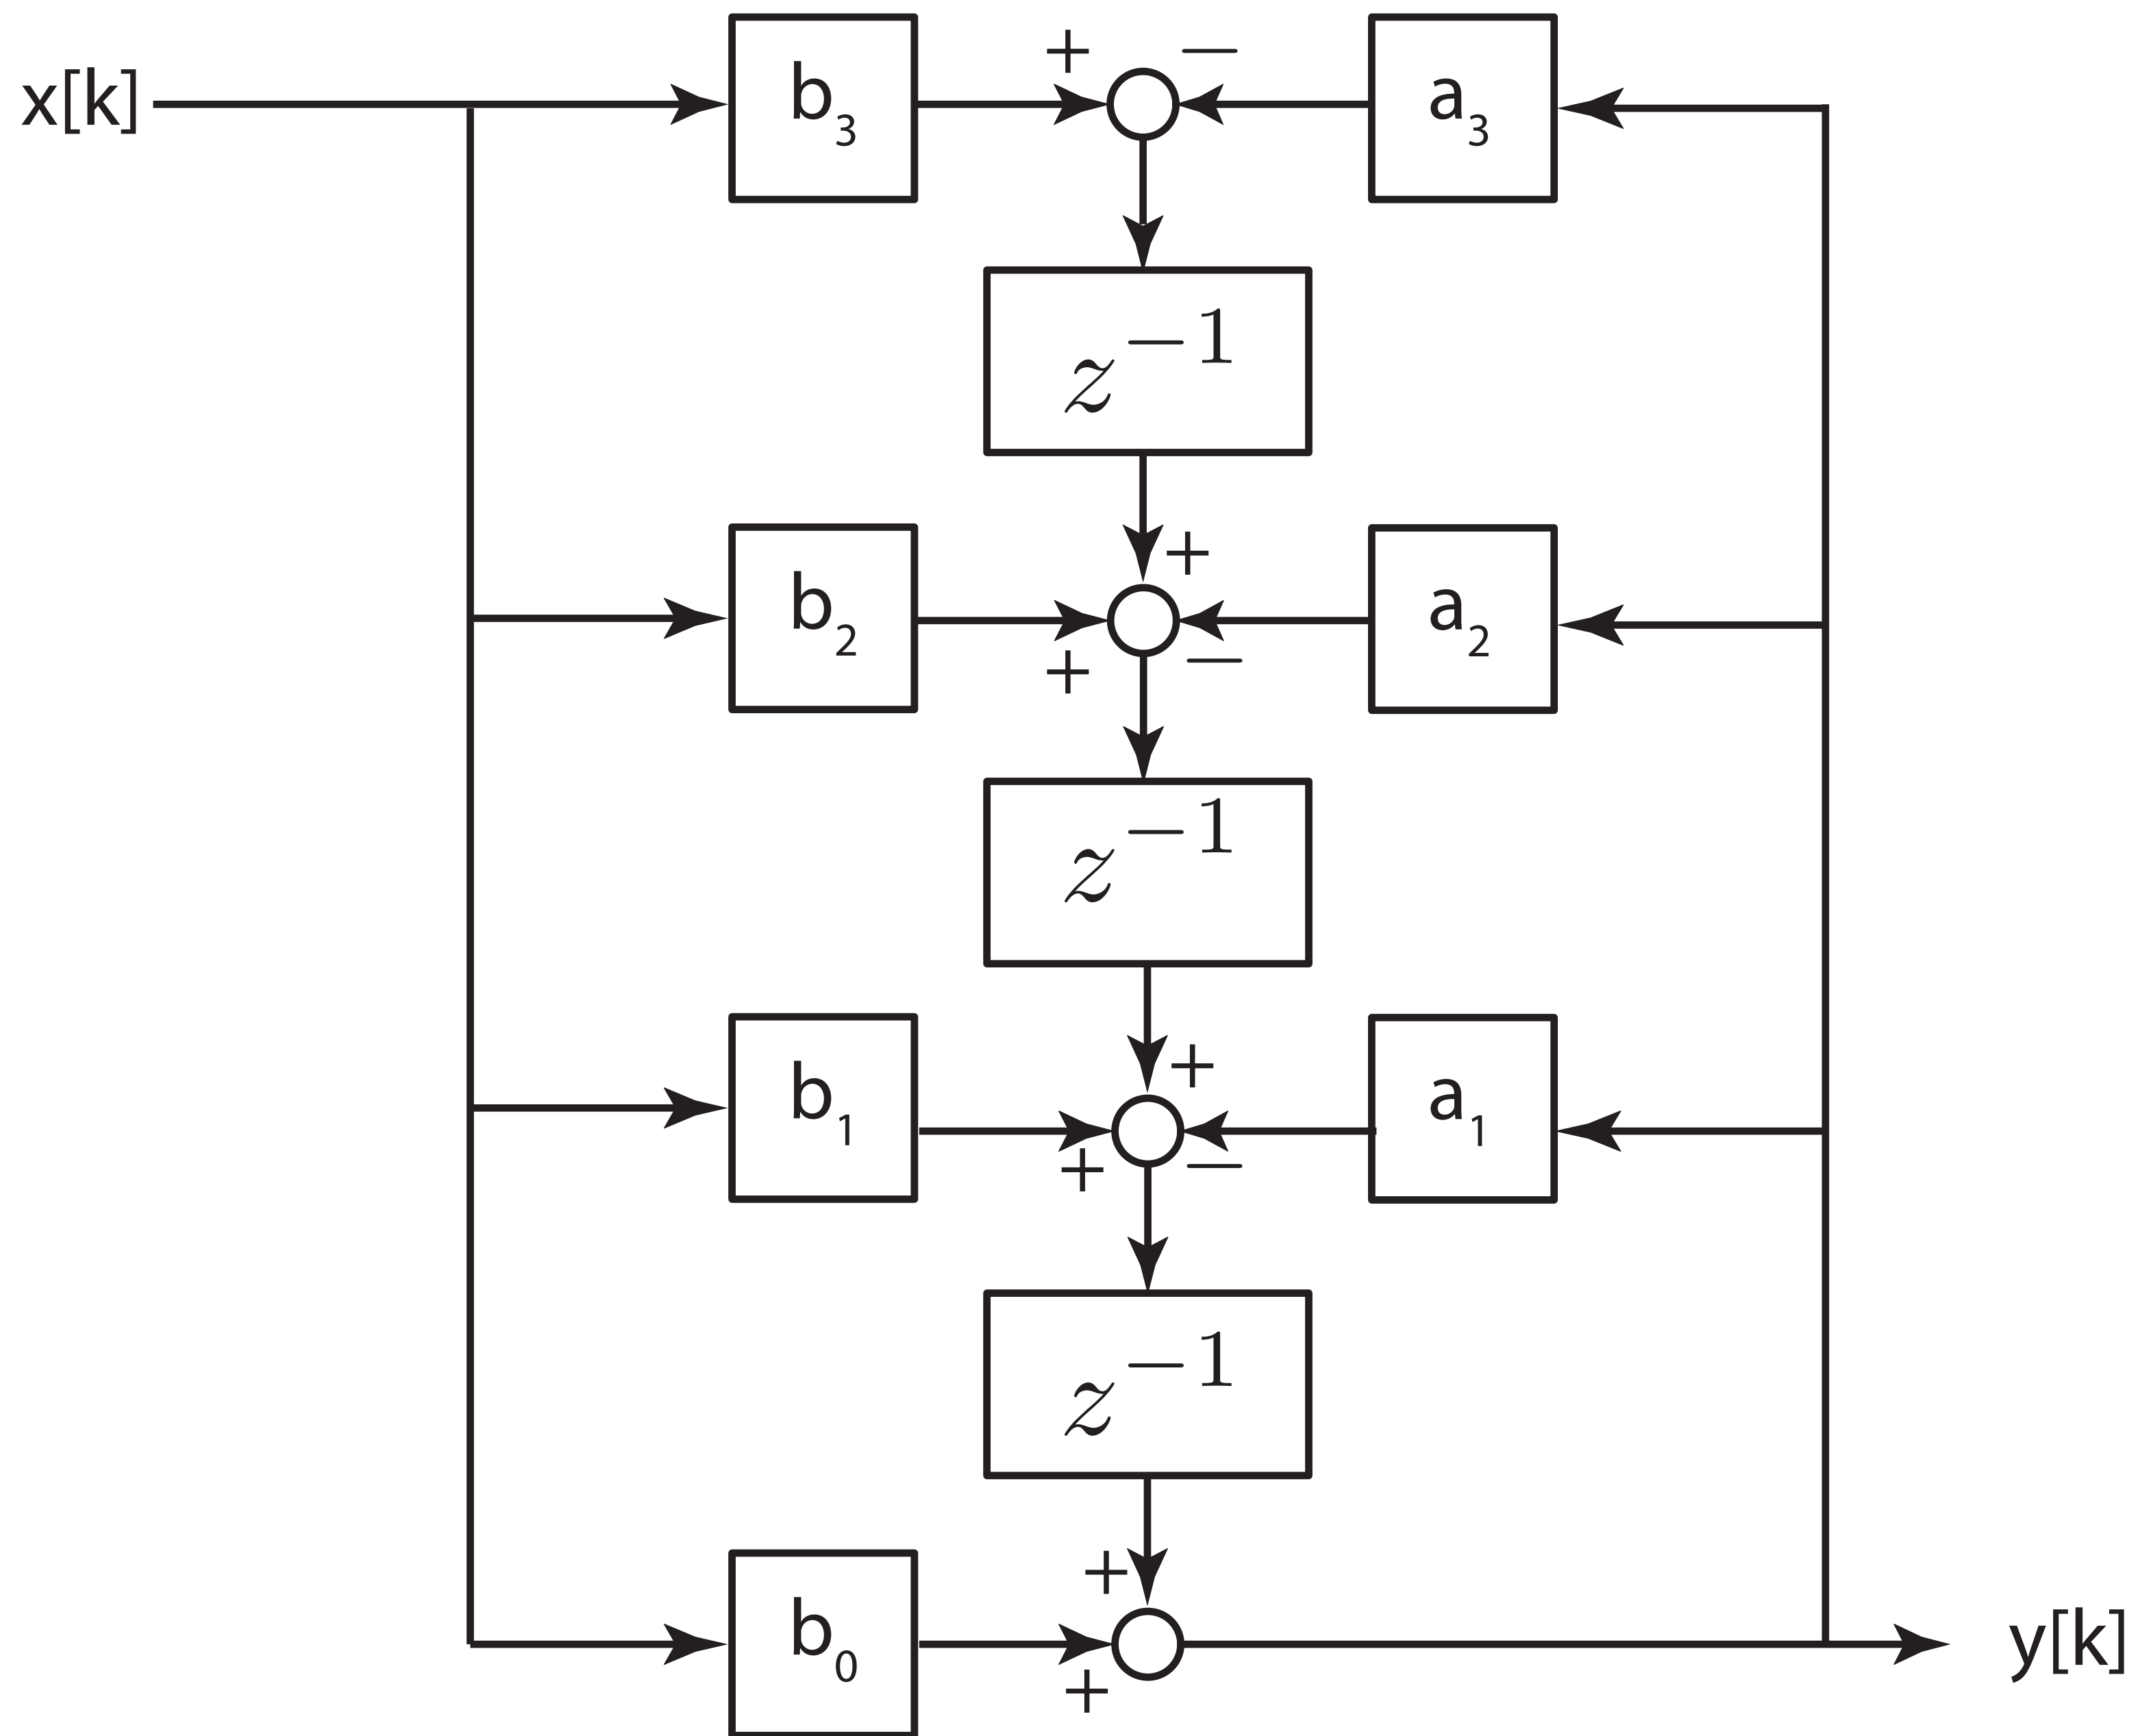 x[k] b₃ + − a₃
z⁻¹
+
b₂ a₂
+ −
z⁻¹
+
b₁ a₁
+ −
z⁻¹
+
b₀ y[k]
+